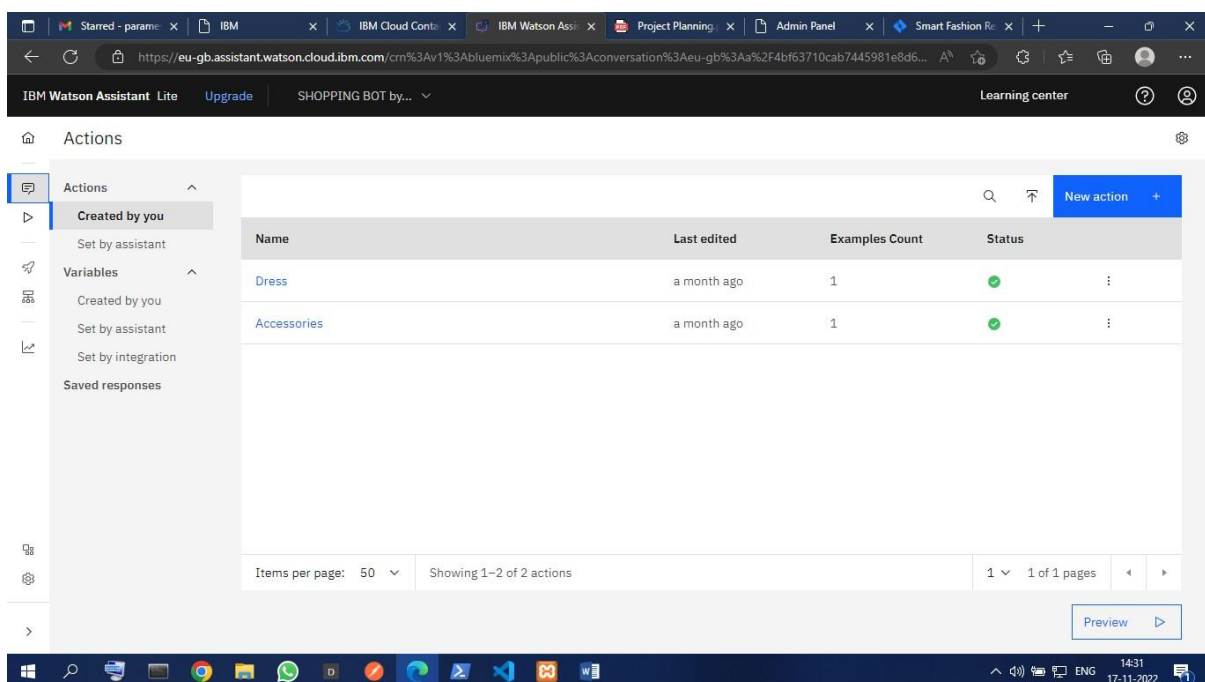 Starred - parame IBM IBM Cloud Conta IBM Watson Assis Project Planning. Admin Panel Smart Fashion Re
https://eu-gb.assistant.watson.cloud.ibm.com/crn%3Av1%3Abluemix%3Apublic%3Aconversation%3Aeu-gb%3Aa%2F4bf63710cab7445981e8d6...
IBM Watson Assistant Lite Upgrade SHOPPING BOT by... Learning center
Actions
Actions
Created by you
Set by assistant
Variables
Created by you
Set by assistant
Set by integration
Saved responses
New action +
Name Last edited Examples Count Status
Dress a month ago 1
Accessories a month ago 1
Items per page: 50 Showing 1–2 of 2 actions 1 1 of 1 pages
Preview
ENG 14:31
17-11-2022